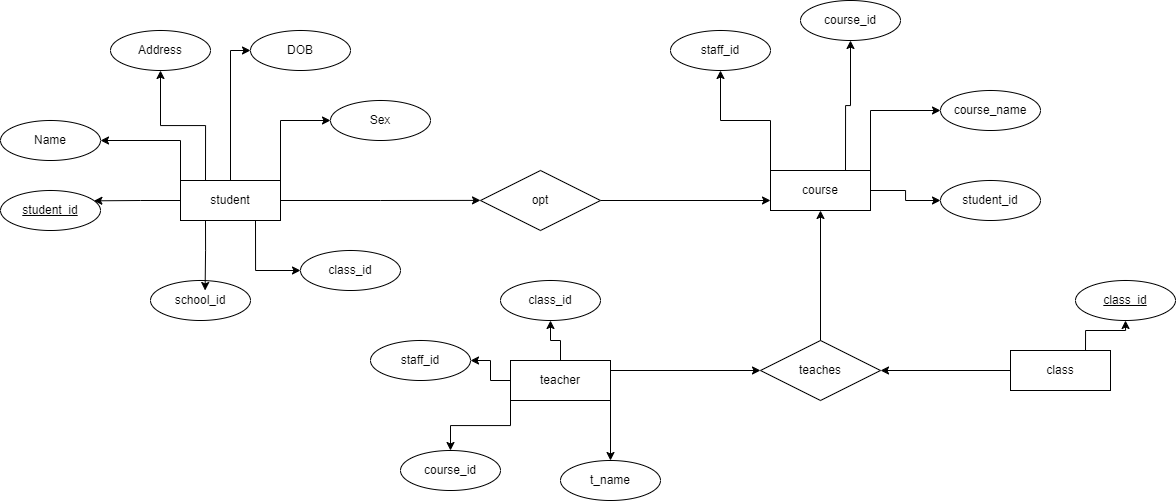 course_id
Address
DOB
staff_id
course_name
Sex
Name
student
opt
course
student_id
student_id
class_id
school_id
class_id
class_id
staff_id
teacher
teaches
class
course_id
t_name